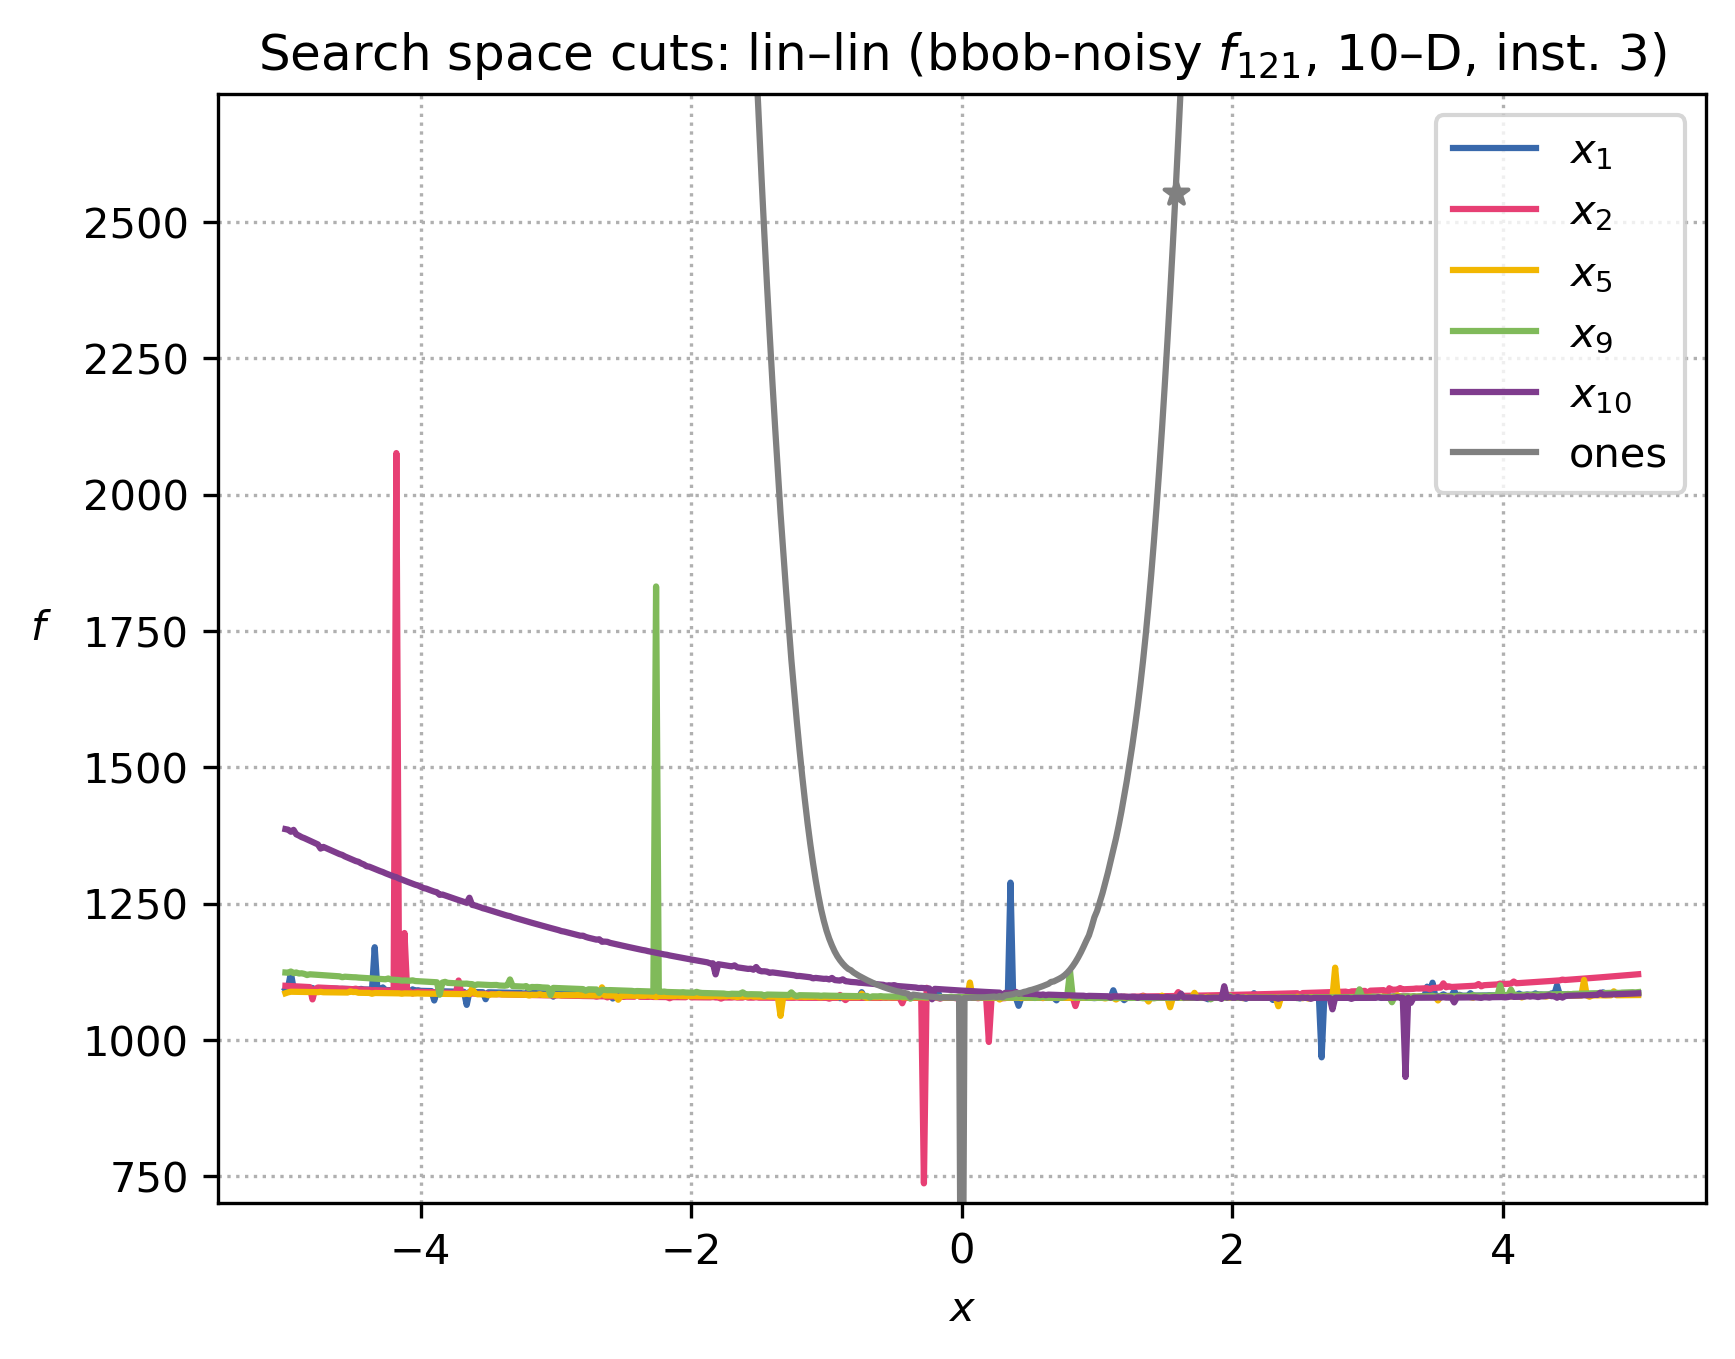 Search space cuts: lin–lin (bbob-noisy f₁₂₁, 10–D, inst. 3)
x₁
x₂
x₅
x₉
x₁₀
ones
2500
2250
2000
1750
1500
1250
1000
750
f
−4
−2
0
2
4
x